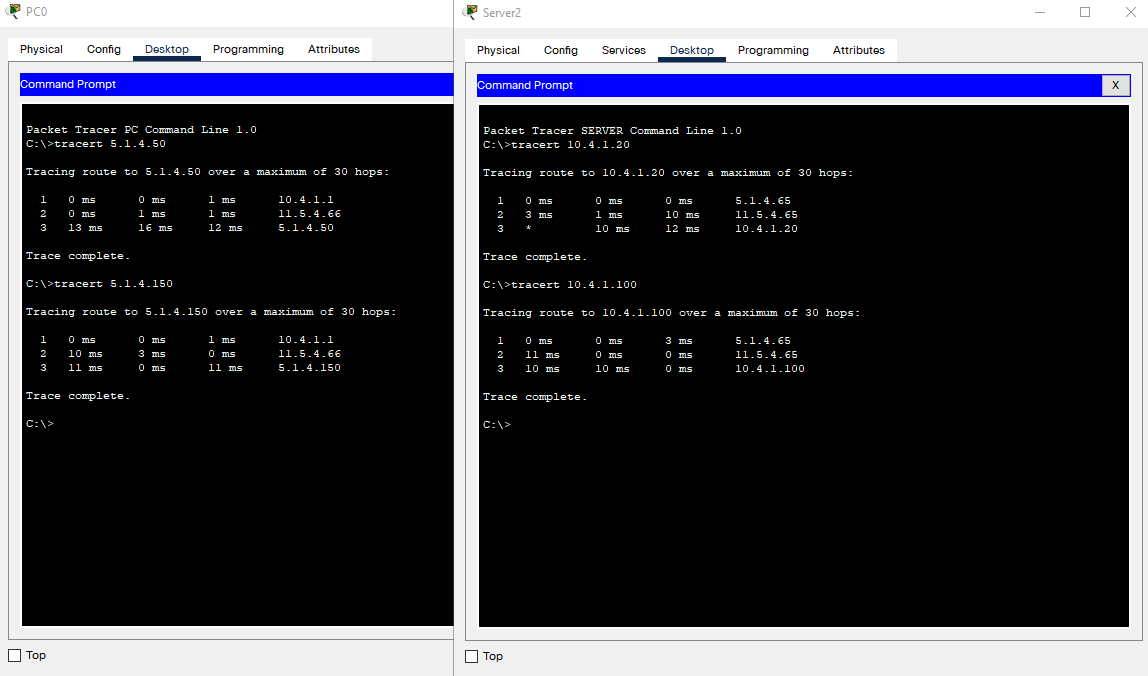 PC0
Physical Config Desktop Programming Attributes
Command Prompt
Packet Tracer PC Command Line 1.0
C:\>tracert 5.1.4.50
Tracing route to 5.1.4.50 over a maximum of 30 hops:
1 0 ms 0 ms 1 ms 10.4.1.1
2 0 ms 1 ms 1 ms 11.5.4.66
3 13 ms 16 ms 12 ms 5.1.4.50
Trace complete.
C:\>tracert 5.1.4.150
Tracing route to 5.1.4.150 over a maximum of 30 hops:
1 0 ms 0 ms 1 ms 10.4.1.1
2 10 ms 3 ms 0 ms 11.5.4.66
3 11 ms 0 ms 11 ms 5.1.4.150
Trace complete.
C:\>
Top
Server2
Physical Config Services Desktop Programming Attributes
Command Prompt
X
Packet Tracer SERVER Command Line 1.0
C:\>tracert 10.4.1.20
Tracing route to 10.4.1.20 over a maximum of 30 hops:
1 0 ms 0 ms 0 ms 5.1.4.65
2 3 ms 1 ms 10 ms 11.5.4.65
3 * 10 ms 12 ms 10.4.1.20
Trace complete.
C:\>tracert 10.4.1.100
Tracing route to 10.4.1.100 over a maximum of 30 hops:
1 0 ms 0 ms 3 ms 5.1.4.65
2 11 ms 0 ms 0 ms 11.5.4.65
3 10 ms 10 ms 0 ms 10.4.1.100
Trace complete.
C:\>
Top